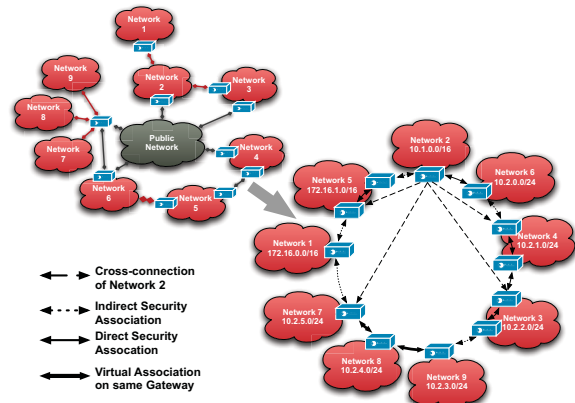 Network
1
Network
2
Network
3
Network
9
Network
8
Network
7
Public
Network
Network
4
Network
6
Network
5
Network 2
10.1.0.0/16
Network 5
172.16.1.0/16
Network 6
10.2.0.0/24
Network 4
10.2.1.0/24
Network 1
172.16.0.0/16
Network 3
10.2.2.0/24
Network 7
10.2.5.0/24
Network 8
10.2.4.0/24
Network 9
10.2.3.0/24
Cross-connection
of Network 2
Indirect Security
Association
Direct Security
Assocation
Virtual Association
on same Gateway